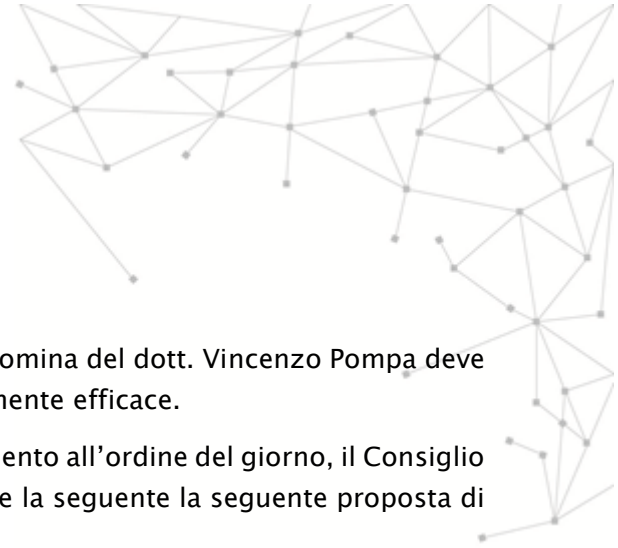 omina del dott. Vincenzo Pompa deve
nente efficace.
ento all'ordine del giorno, il Consiglio
e la seguente la seguente proposta di